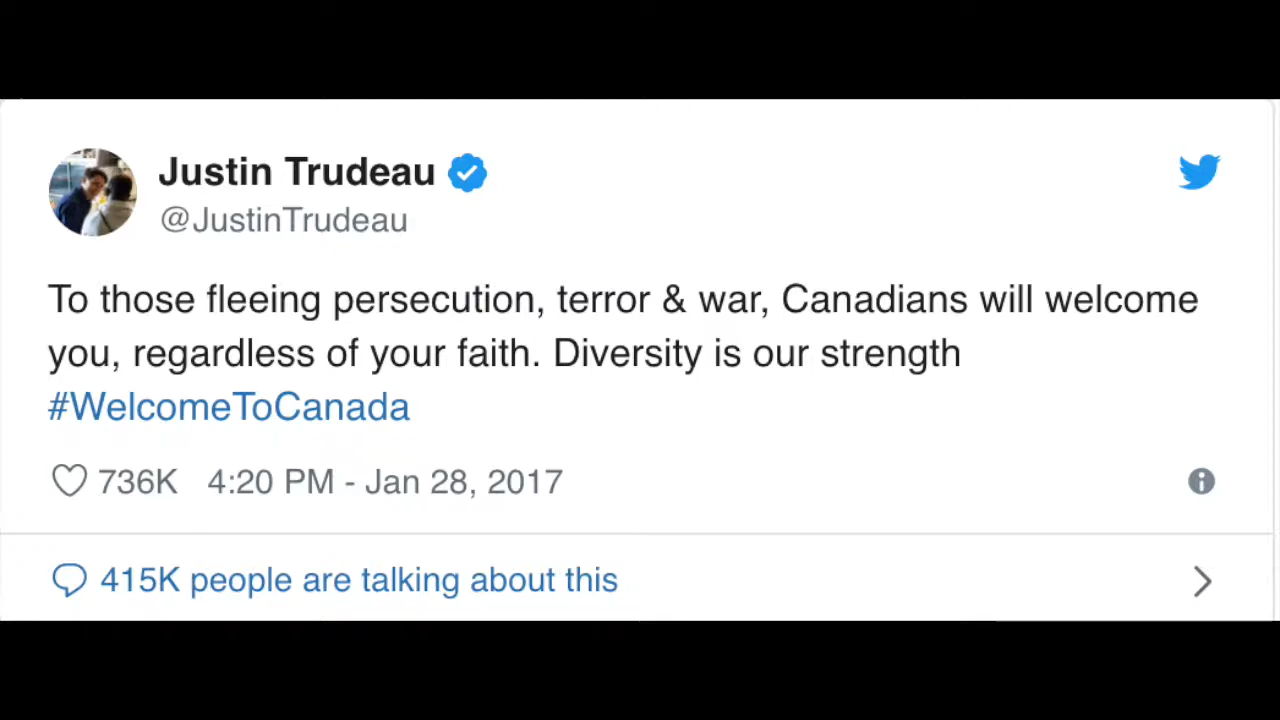 Justin Trudeau
@JustinTrudeau
To those fleeing persecution, terror & war, Canadians will welcome
you, regardless of your faith. Diversity is our strength
#WelcomeToCanada
736K 4:20 PM - Jan 28, 2017
415K people are talking about this